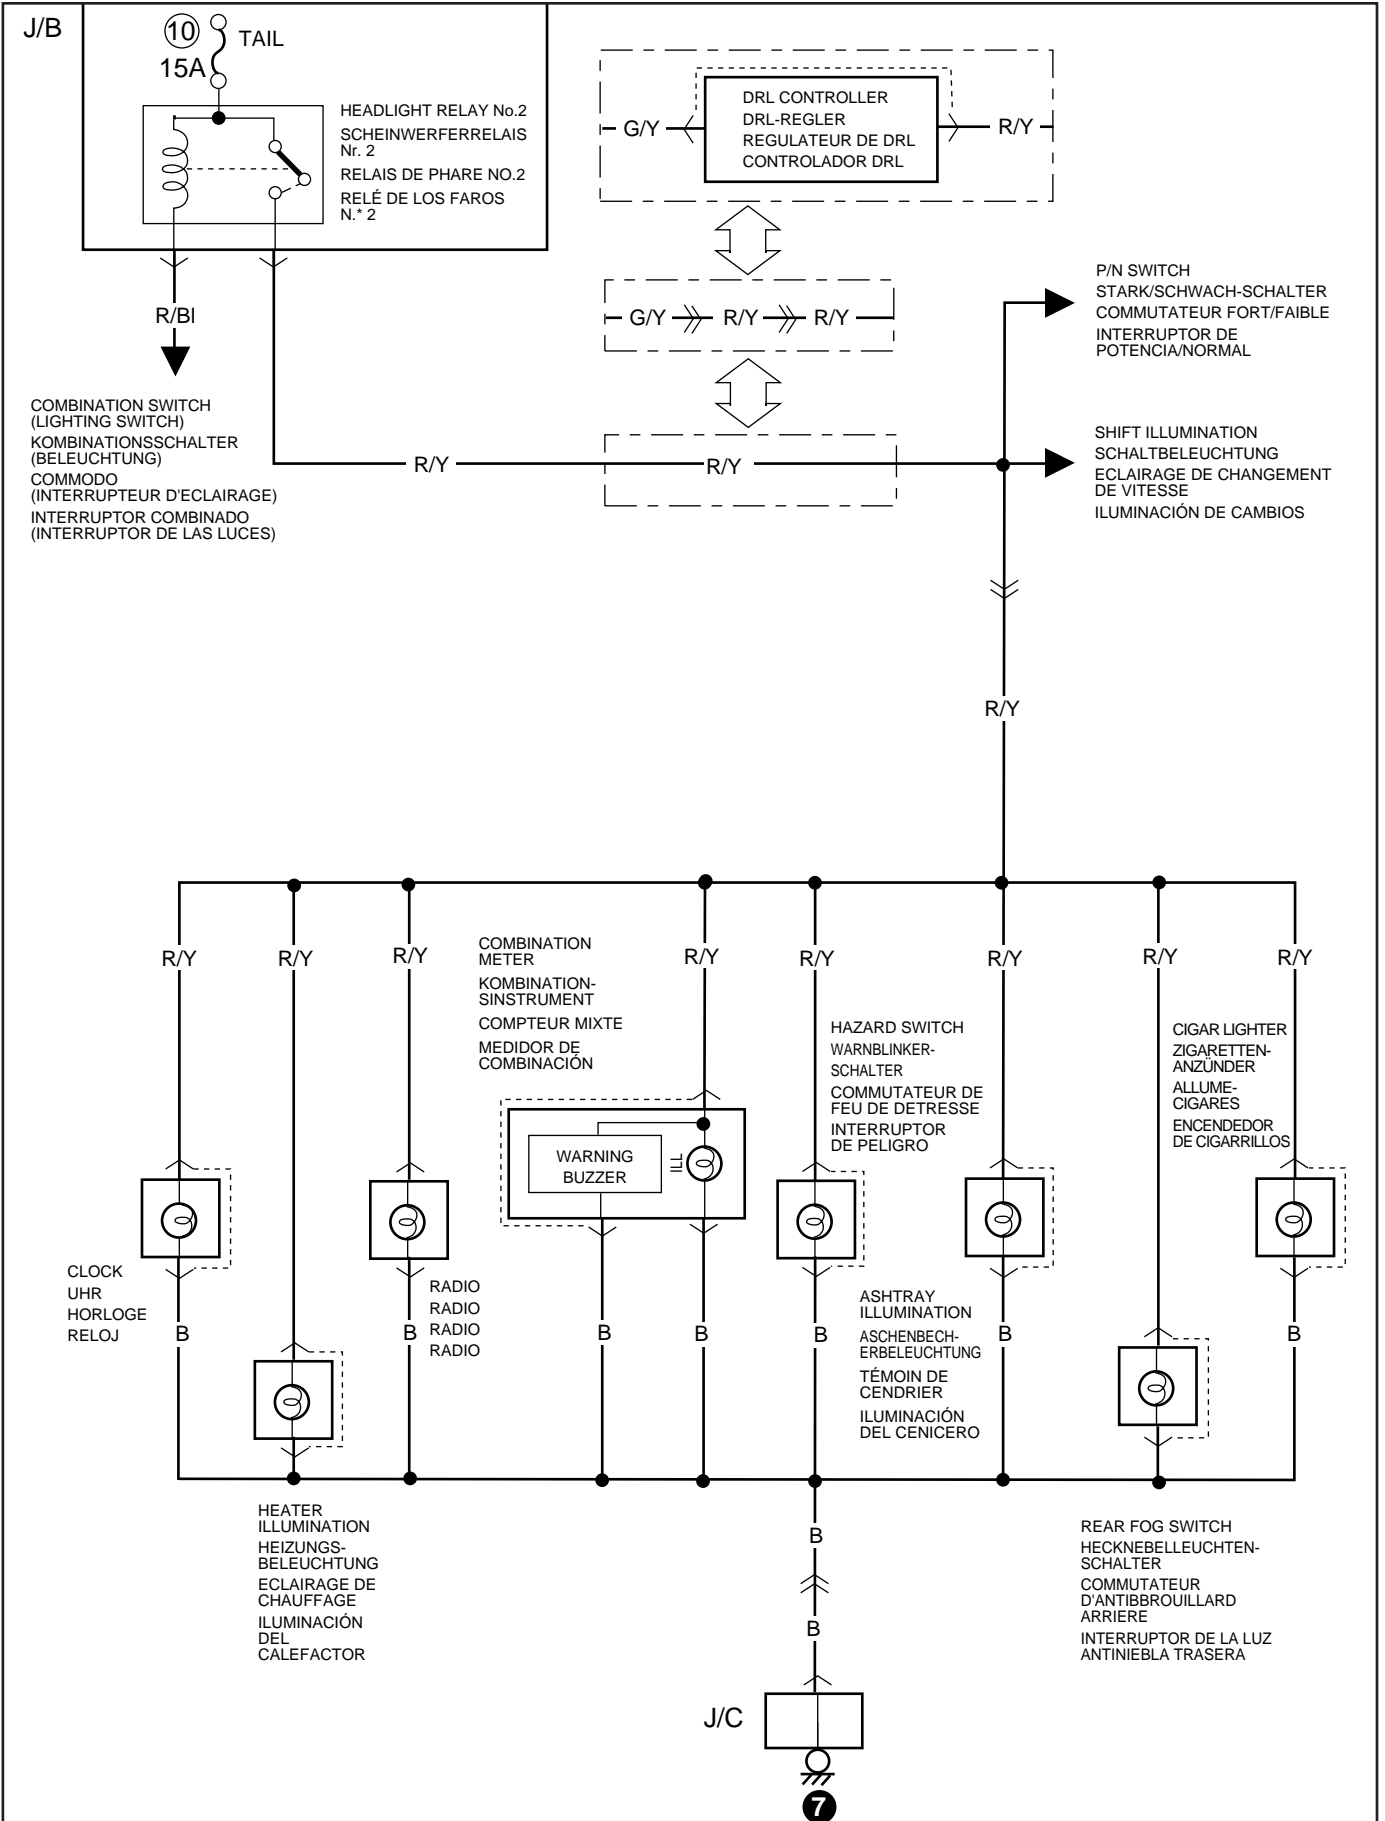 J/B
10
TAIL
15A
HEADLIGHT RELAY No.2
SCHEINWERFERRELAIS
Nr. 2
RELAIS DE PHARE NO.2
RELÉ DE LOS FAROS
N.* 2
DRL CONTROLLER
DRL-REGLER
REGULATEUR DE DRL
CONTROLADOR DRL
G/Y
R/Y
G/Y
R/Y
R/Y
R/Bl
P/N SWITCH
STARK/SCHWACH-SCHALTER
COMMUTATEUR FORT/FAIBLE
INTERRUPTOR DE
POTENCIA/NORMAL
COMBINATION SWITCH
(LIGHTING SWITCH)
KOMBINATIONSSCHALTER
(BELEUCHTUNG)
COMMODO
(INTERRUPTEUR D'ECLAIRAGE)
INTERRUPTOR COMBINADO
(INTERRUPTOR DE LAS LUCES)
R/Y
R/Y
SHIFT ILLUMINATION
SCHALTBELEUCHTUNG
ECLAIRAGE DE CHANGEMENT
DE VITESSE
ILUMINACIÓN DE CAMBIOS
R/Y
R/Y
R/Y
R/Y
R/Y
R/Y
R/Y
R/Y
R/Y
COMBINATION
METER
KOMBINATION-
SINSTRUMENT
COMPTEUR MIXTE
MEDIDOR DE
COMBINACIÓN
HAZARD SWITCH
WARNBLINKER-
SCHALTER
COMMUTATEUR DE
FEU DE DETRESSE
INTERRUPTOR
DE PELIGRO
CIGAR LIGHTER
ZIGARETTEN-
ANZÜNDER
ALLUME-
CIGARES
ENCENDEDOR
DE CIGARRILLOS
WARNING
BUZZER
ILL
CLOCK
UHR
HORLOGE
RELOJ
RADIO
RADIO
RADIO
RADIO
ASHTRAY
ILLUMINATION
ASCHENBECH-
ERBELEUCHTUNG
TÉMOIN DE
CENDRIER
ILUMINACIÓN
DEL CENICERO
B
B
B
B
B
B
B
HEATER
ILLUMINATION
HEIZUNGS-
BELEUCHTUNG
ECLAIRAGE DE
CHAUFFAGE
ILUMINACIÓN
DEL
CALEFACTOR
REAR FOG SWITCH
HECKNEBELLEUCHTEN-
SCHALTER
COMMUTATEUR
D'ANTIBBROUILLARD
ARRIERE
INTERRUPTOR DE LA LUZ
ANTINIEBLA TRASERA
B
B
J/C
7